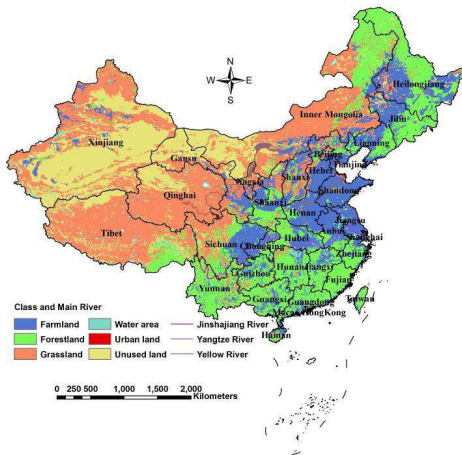 N
W E
S
Heilongjiang
Jilin
Inner Mongolia
Lianning
Xinjiang
Beijing
Gansu
Tianjing
Hebei
Ningxia
Shanxi
Shandong
Qinghai
Shaanxi
Henan
Jiangsu
Tibet
Anhui
Shanghai
Sichuan
Chongqing
Hubei
Zhejiang
Hunan
Jiangxi
Guizhou
Fujian
Yunnan
Guangxi
Guangdong
Taiwan
Macao
HongKong
Hainan
Class and Main River
Farmland Water area Jinshajiang River
Forestland Urban land Yangtze River
Grassland Unused land Yellow River
0 250 500 1,000 1,500 2,000
Kilometers